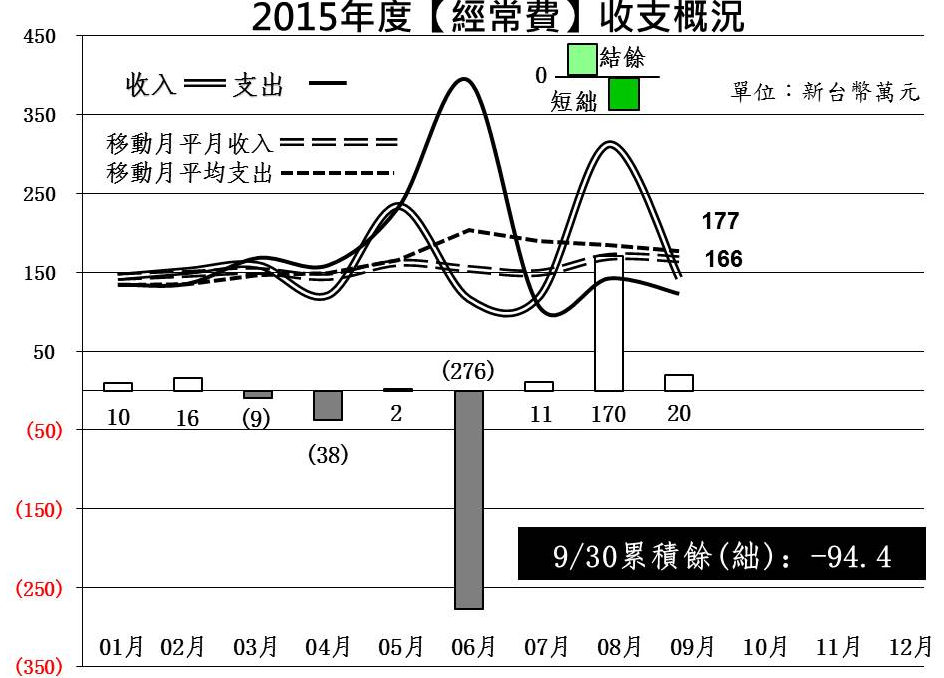 2015年度【經常費】收支概況
450
350
250
150
50
(50)
(150)
(250)
(350)
收入
支出
0
結餘
短絀
單位：新台幣萬元
移動月平月收入
移動月平均支出
177
166
10
16
(9)
(38)
2
(276)
11
170
20
9/30累積餘(絀)：-94.4
01月 02月 03月 04月 05月 06月 07月 08月 09月 10月 11月 12月